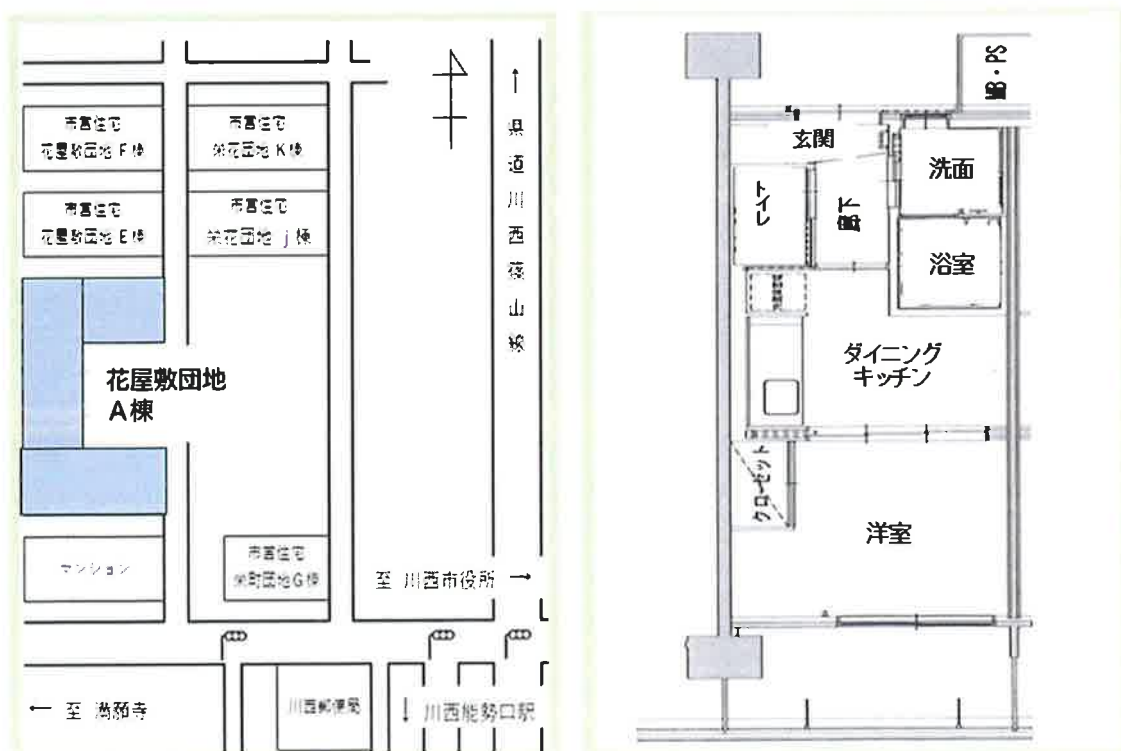 市営住宅
花屋敷団地F棟
市営住宅
栄花団地K棟
市営住宅
花屋敷団地E棟
市営住宅
栄花団地j棟
県道川西篠山線
花屋敷団地
A棟
マンション
市営住宅
栄町団地G棟
至 川西市役所 →
← 至 満願寺
川西郵便局
↓ 川西能勢口駅
MB・PS
玄関
洗面
トイレ
廊下
浴室
ダイニング
キッチン
クローゼット
洋室